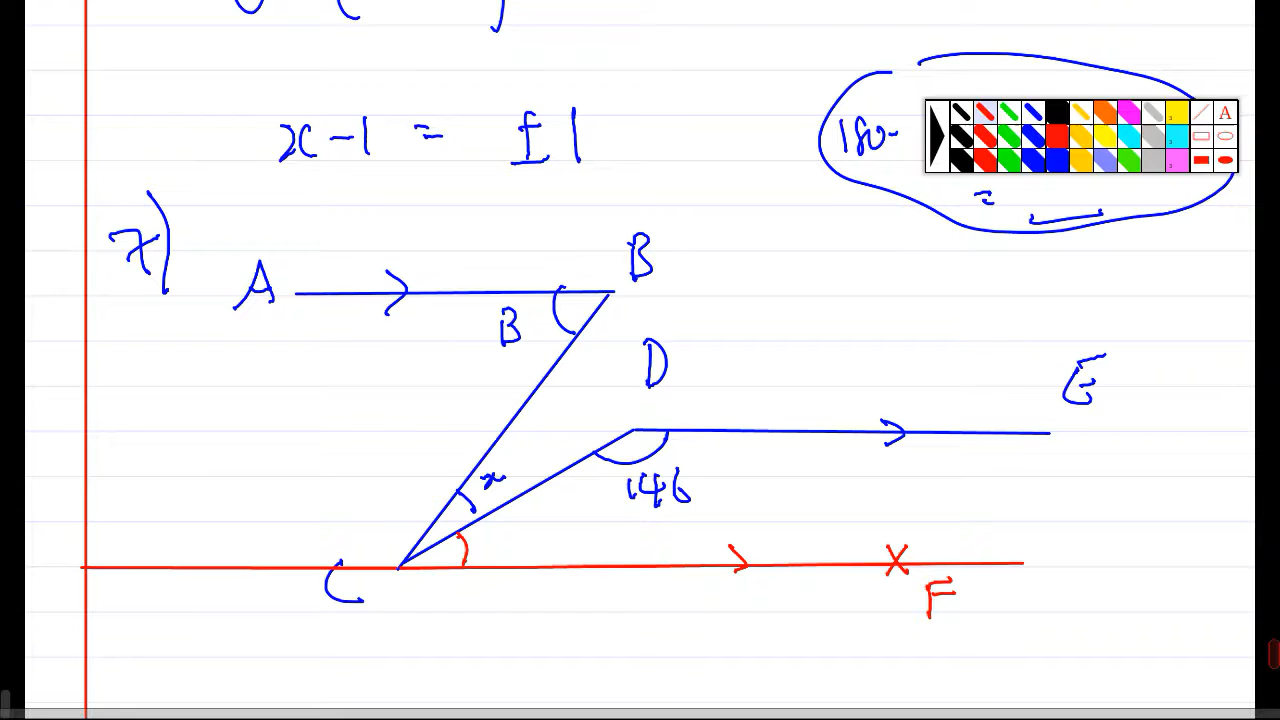 x - 1 = ± 1
180-
=
7)
A
B
B
D
E
x
146
C
F